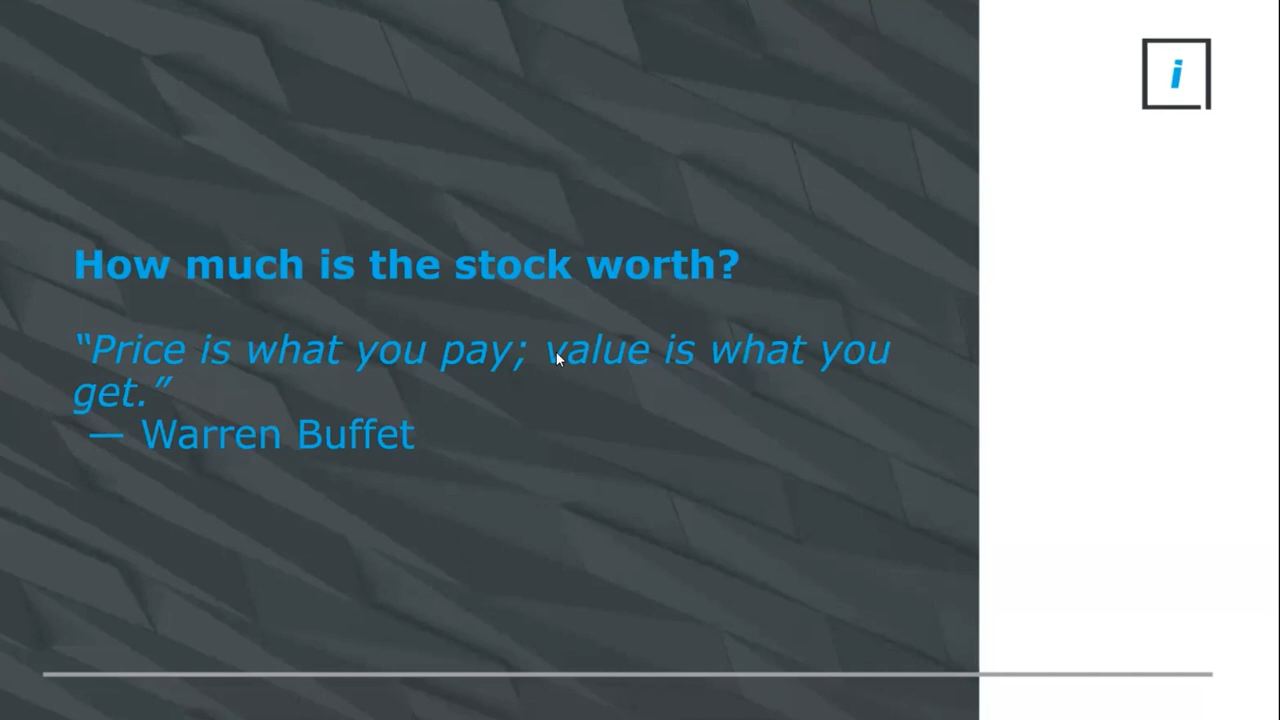 i
How much is the stock worth?
“Price is what you pay; value is what you
get.”
— Warren Buffet